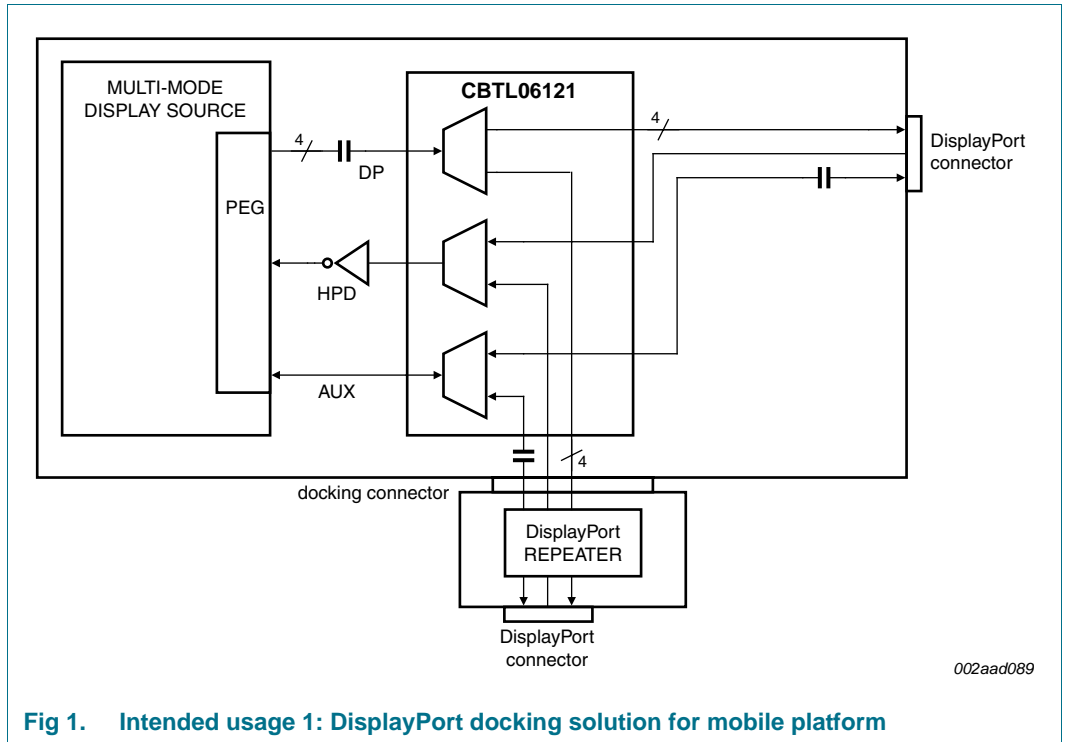 MULTI-MODE
DISPLAY SOURCE
PEG
4
DP
HPD
AUX
CBTL06121
4
DisplayPort
connector
4
docking connector
DisplayPort
REPEATER
DisplayPort
connector
002aad089
Fig 1. Intended usage 1: DisplayPort docking solution for mobile platform